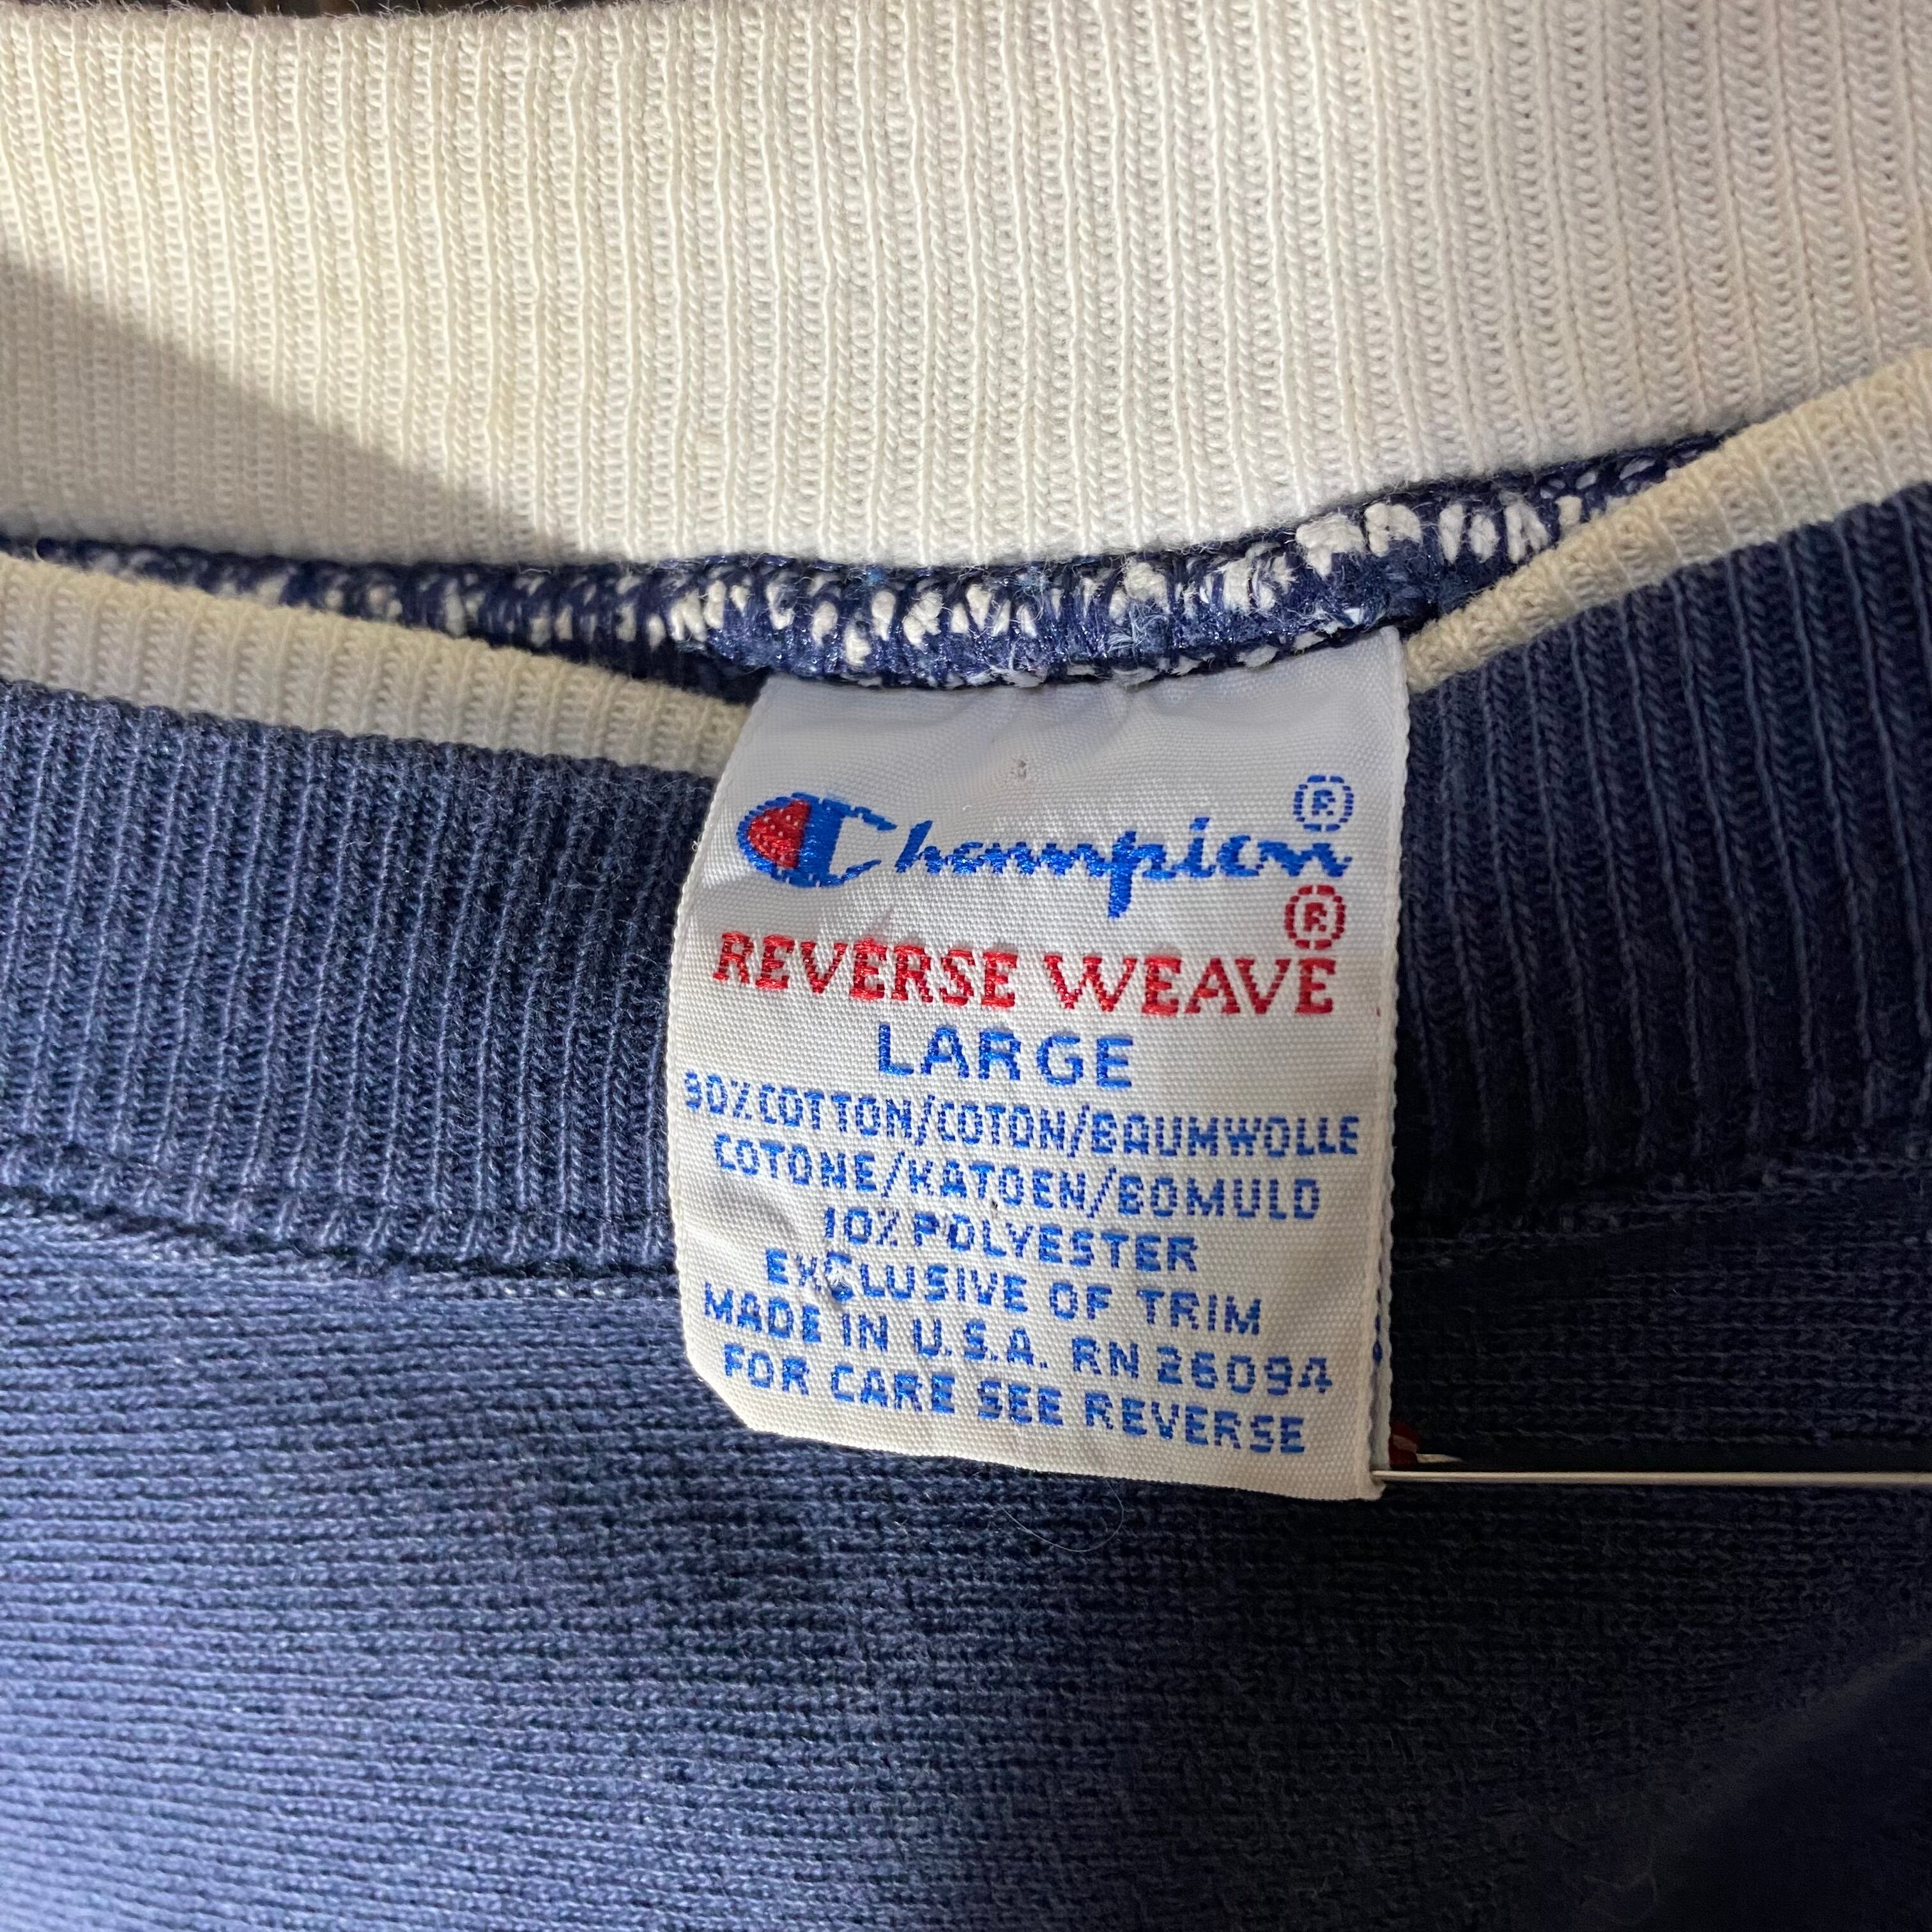 Champion®
REVERSE WEAVE®
LARGE
90% COTTON/COTON/BAUMWOLLE
COTONE/KATOEN/BOMULD
10% POLYESTER
EXCLUSIVE OF TRIM
MADE IN U.S.A. RN 26094
FOR CARE SEE REVERSE